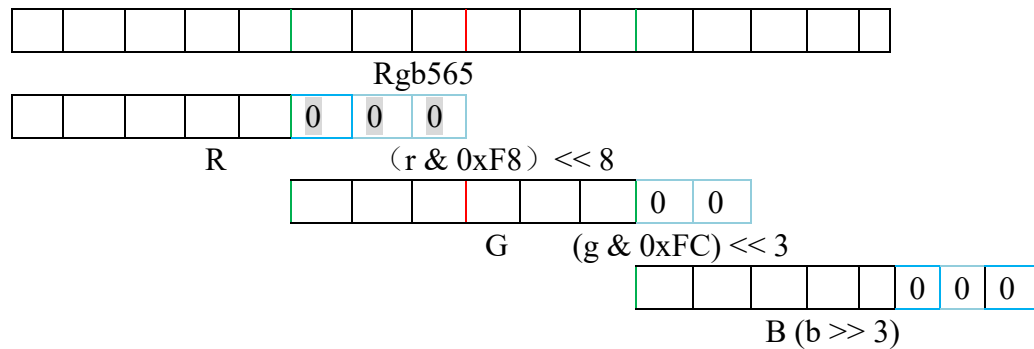 Rgb565
0 0 0
R （r & 0xF8）<< 8
0 0
G (g & 0xFC) << 3
0 0 0
B (b >> 3)